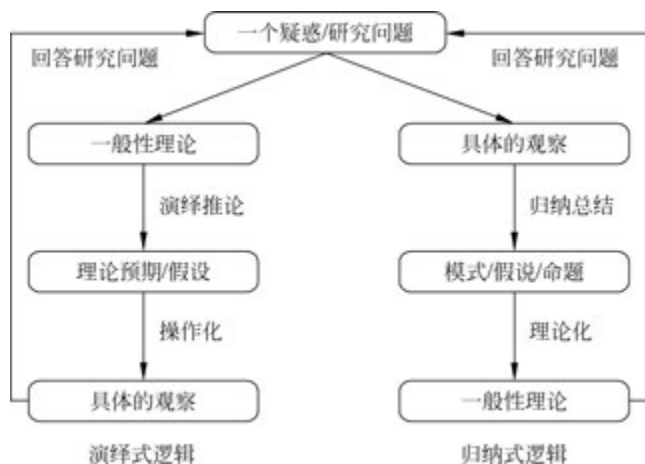 一个疑惑/研究问题
回答研究问题
回答研究问题
一般性理论
具体的观察
演绎推论
归纳总结
理论预期/假设
模式/假说/命题
操作化
理论化
具体的观察
一般性理论
演绎式逻辑
归纳式逻辑